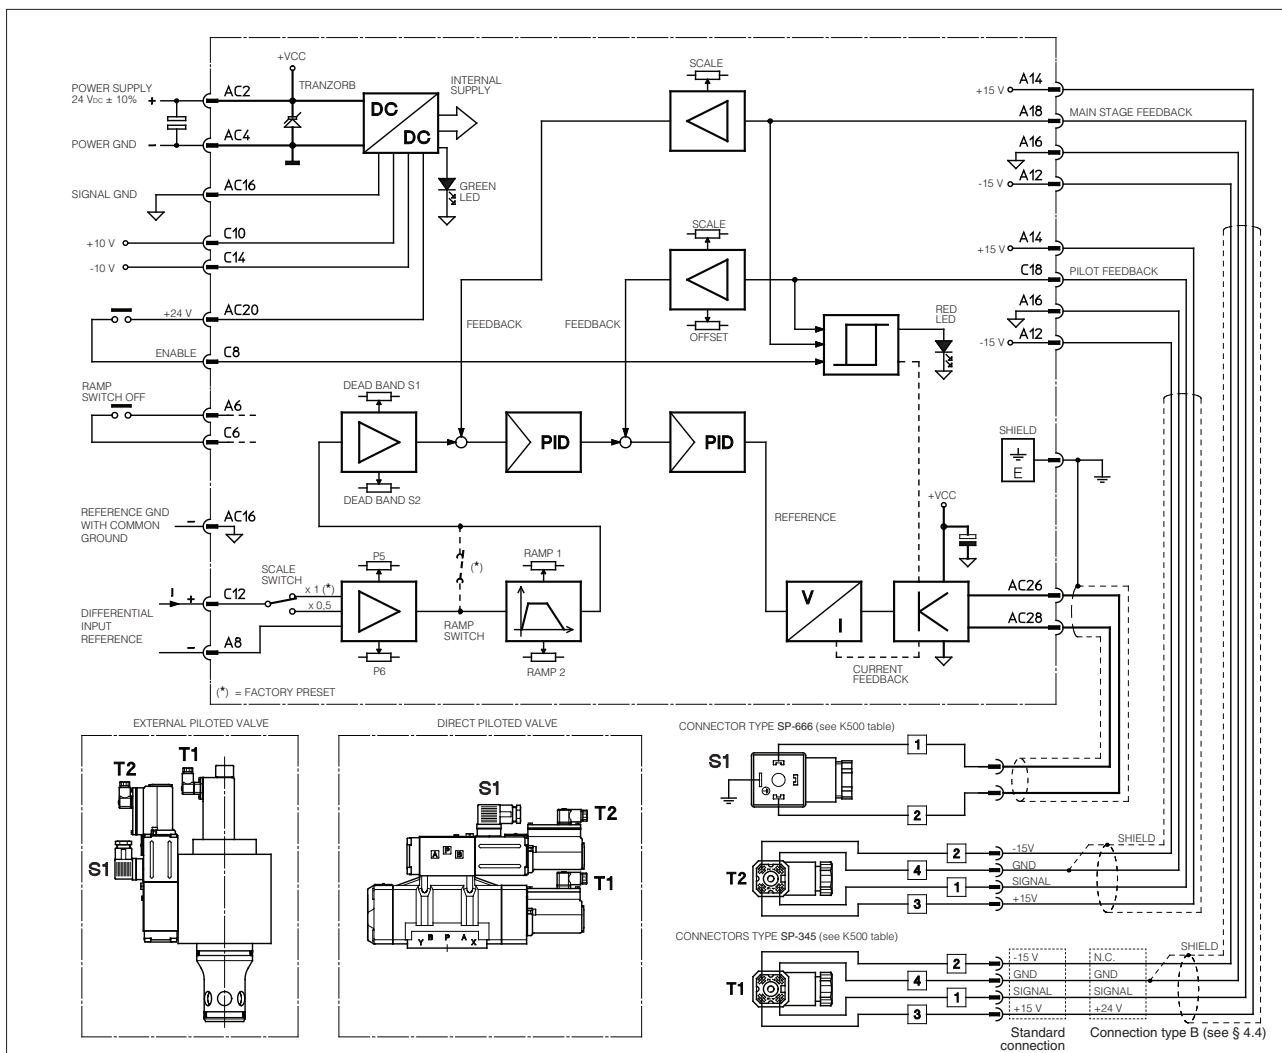 POWER SUPPLY
24 VDC ± 10%
+
AC2
+VCC
TRANZORB
DC
DC
INTERNAL
SUPPLY
POWER GND
-
AC4
GREEN
LED
SIGNAL GND
AC16
+10 V
C10
-10 V
C14
+24 V
AC20
ENABLE
C8
RAMP
SWITCH OFF
A6
C6
REFERENCE GND
WITH COMMON
GROUND
-
AC16
SCALE
SWITCH
I
+
C12
x 1 (*)
x 0,5
DIFFERENTIAL
INPUT
REFERENCE
-
A8
(*) = FACTORY PRESET
P5
P6
(*)
RAMP
SWITCH
RAMP 1
RAMP 2
DEAD BAND S1
DEAD BAND S2
FEEDBACK
FEEDBACK
PID
PID
SCALE
SCALE
OFFSET
RED
LED
REFERENCE
V
I
CURRENT
FEEDBACK
+VCC
SHIELD
E
+15 V
A14
A18
MAIN STAGE FEEDBACK
A16
-15 V
A12
+15 V
A14
C18
PILOT FEEDBACK
A16
-15 V
A12
AC26
AC28
EXTERNAL PILOTED VALVE
T2
T1
S1
DIRECT PILOTED VALVE
S1
T2
T1
A P B
Y B P A X
CONNECTOR TYPE SP-666 (see K500 table)
S1
1
2
T2
2
-15V
4
GND
1
SIGNAL
3
+15V
SHIELD
CONNECTORS TYPE SP-345 (see K500 table)
T1
2
-15 V
N.C.
4
GND
GND
1
SIGNAL
SIGNAL
3
+15 V
+24 V
SHIELD
Standard
connection
Connection type B (see § 4.4)